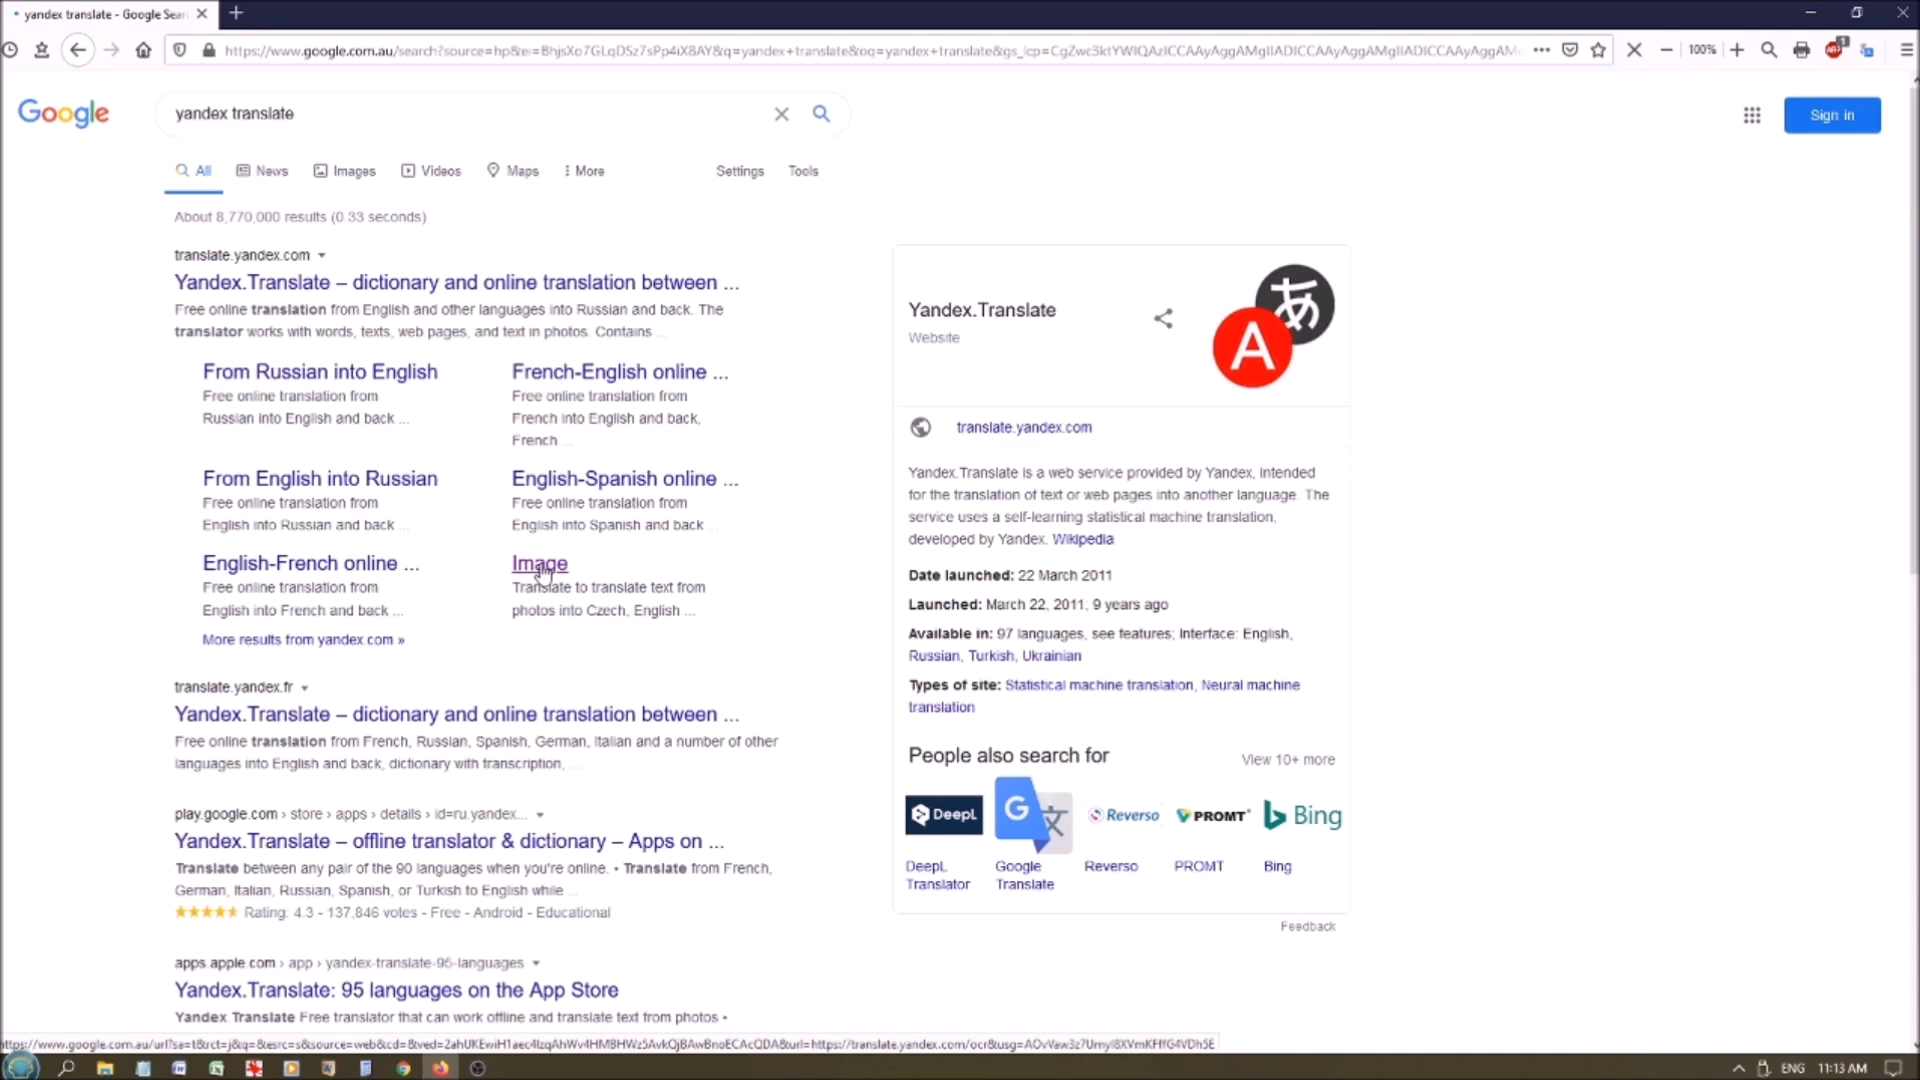 yandex translate - Google Sear
https://www.google.com.au/search?source=hp&ei=BhjsXo7GLqDSz7sPp4iX8AY&q=yandex+translate&oq=yandex+translate&gs_lcp=
100%
Google
yandex translate
Sign in
All
News
Images
Videos
Maps
More
Settings
Tools
About 8,770,000 results (0.33 seconds)
translate.yandex.com
Yandex.Translate – dictionary and online translation between ...
Free online translation from English and other languages into Russian and back. The
translator works with words, texts, web pages, and text in photos. Contains ...
From Russian into English
Free online translation from
Russian into English and back ...
French-English online ...
Free online translation from
French into English and back,
French ...
From English into Russian
Free online translation from
English into Russian and back ...
English-Spanish online ...
Free online translation from
English into Spanish and back ...
English-French online ...
Free online translation from
English into French and back ...
Image
Translate to translate text from
photos into Czech, English ...
More results from yandex.com »
translate.yandex.fr
Yandex.Translate – dictionary and online translation between ...
Free online translation from French, Russian, Spanish, German, Italian and a number of other
languages into English and back, dictionary with transcription, ...
play.google.com › store › apps › details › id=ru.yandex...
Yandex.Translate – offline translator & dictionary – Apps on ...
Translate between any pair of the 90 languages when you're online. • Translate from French,
German, Italian, Russian, Spanish, or Turkish to English while ...
Rating: 4.3 - 137,846 votes - Free - Android - Educational
apps.apple.com › app › yandex-translate-95-languages
Yandex.Translate: 95 languages on the App Store
Yandex Translate Free translator that can work offline and translate text from photos •
Yandex.Translate
Website
A
あ
translate.yandex.com
Yandex.Translate is a web service provided by Yandex, intended
for the translation of text or web pages into another language. The
service uses a self-learning statistical machine translation,
developed by Yandex. Wikipedia
Date launched: 22 March 2011
Launched: March 22, 2011; 9 years ago
Available in: 97 languages, see features; Interface: English,
Russian, Turkish, Ukrainian
Types of site: Statistical machine translation, Neural machine
translation
People also search for
View 10+ more
DeepL
G
文
Reverso
PROMT
Bing
DeepL
Translator
Google
Translate
Reverso
PROMT
Bing
Feedback
ENG
11:13 AM